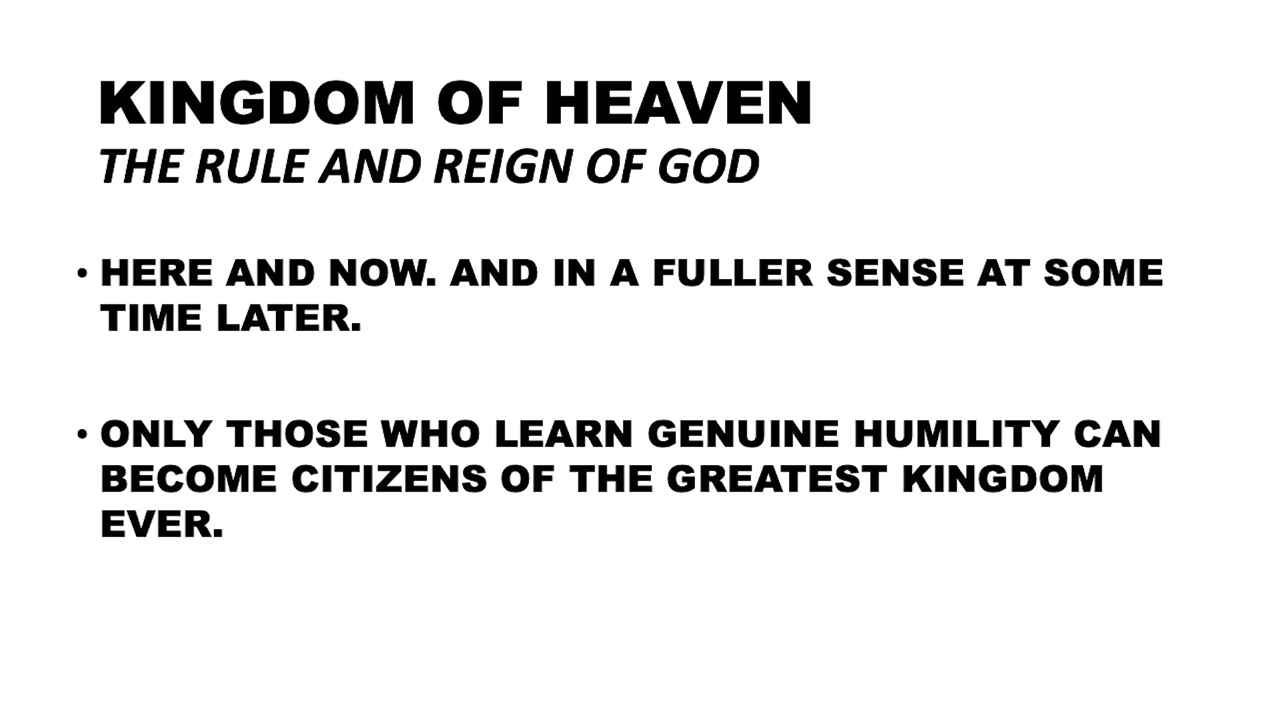 KINGDOM OF HEAVEN
THE RULE AND REIGN OF GOD
• HERE AND NOW. AND IN A FULLER SENSE AT SOME
TIME LATER.
• ONLY THOSE WHO LEARN GENUINE HUMILITY CAN
BECOME CITIZENS OF THE GREATEST KINGDOM
EVER.